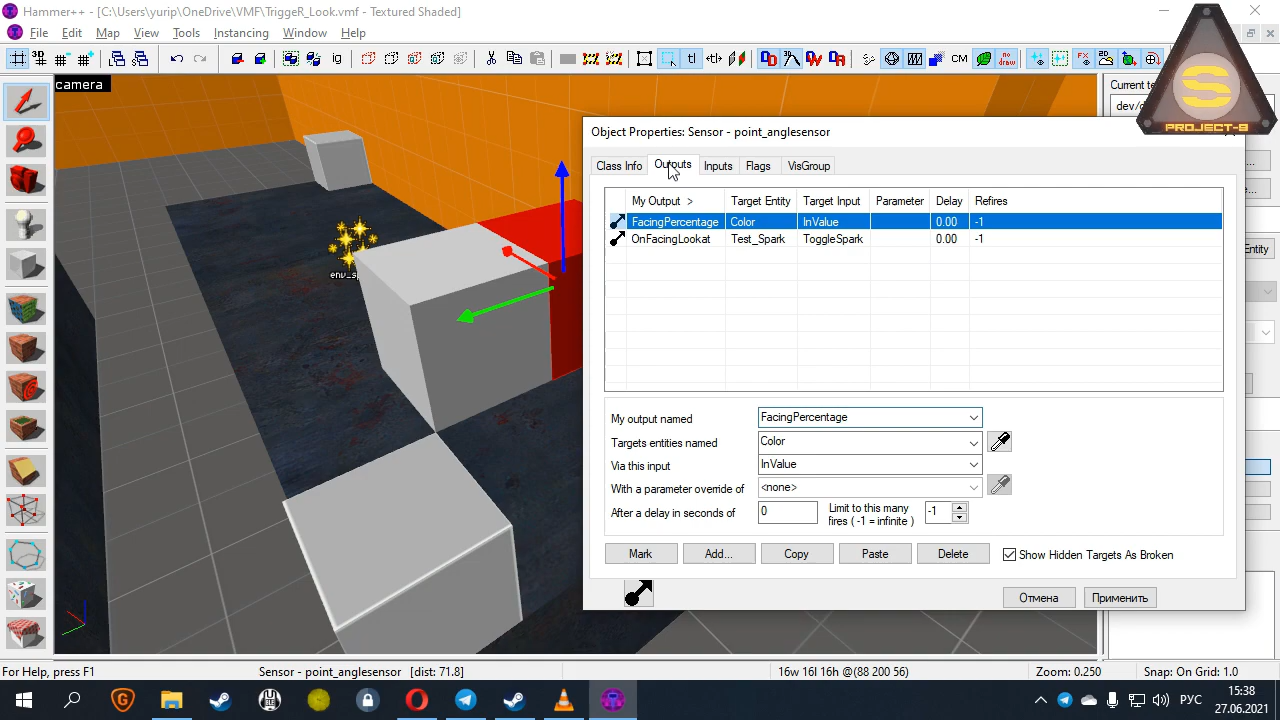 Hammer++ - [C:\Users\yurip\OneDrive\VMF\TriggeR_Look.vmf - Textured Shaded]
File Edit Map View Tools Instancing Window Help
camera
Current te
dev/d
S
PROJECT-S
Object Properties: Sensor - point_anglesensor
Class Info Outputs Inputs Flags VisGroup
My Output > Target Entity Target Input Parameter Delay Refires
FacingPercentage Color InValue 0.00 -1
OnFacingLookat Test_Spark ToggleSpark 0.00 -1
env_s
Entity
My output named FacingPercentage
Targets entities named Color
Via this input InValue
With a parameter override of <none>
After a delay in seconds of 0 Limit to this many fires ( -1 = infinite ) -1
Mark Add... Copy Paste Delete Show Hidden Targets As Broken
Отмена Применить
For Help, press F1 Sensor - point_anglesensor [dist: 71.8] 16w 16l 16h @(88 200 56) Zoom: 0.250 Snap: On Grid: 1.0
РУС 15:38
27.06.2021